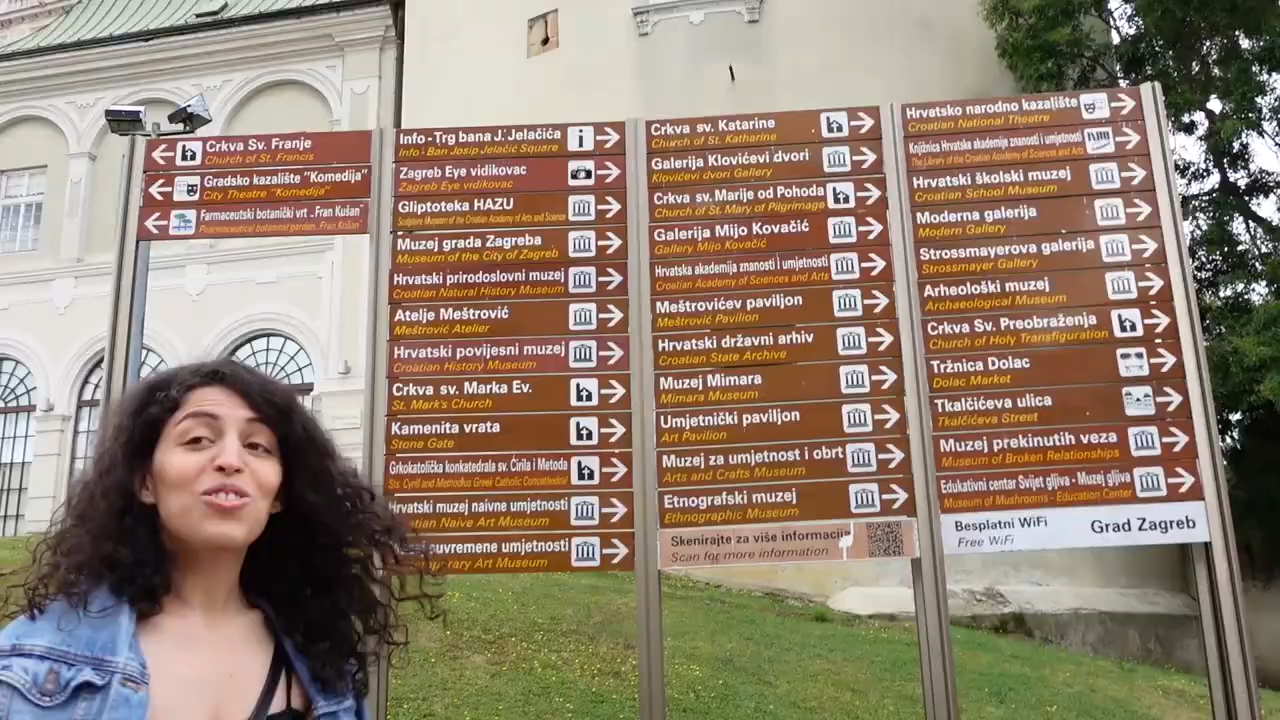 Crkva Sv. Franje
Church of St. Francis
Gradsko kazalište "Komedija"
City Theatre "Komedija"
Farmaceutski botanički vrt „Fran Kušan"
Pharmaceutical botanical garden „Fran Kušan"
Info-Trg bana J. Jelačića
Info-Ban Josip Jelačić Square
Zagreb Eye vidikovac
Zagreb Eye vidikovac
Gliptoteka HAZU
Sculpture Museum of the Croatian Academy of Arts and Science
Muzej grada Zagreba
Museum of the City of Zagreb
Hrvatski prirodoslovni muzej
Croatian Natural History Museum
Atelje Meštrović
Meštrović Atelier
Hrvatski povijesni muzej
Croatian History Museum
Crkva sv. Marka Ev.
St. Mark's Church
Kamenita vrata
Stone Gate
Grkokatolička konkatedrala sv. Ćirila i Metoda
Sts. Cyril and Methodius Greek Catholic Concathedral
Hrvatski muzej naivne umjetnosti
Naive Art Museum
suvremene umjetnosti
Art Museum
Crkva sv. Katarine
Church of St. Katharine
Galerija Klovićevi dvori
Klovićevi dvori Gallery
Crkva sv. Marije od Pohoda
Church of St. Mary of Pilgrimage
Galerija Mijo Kovačić
Gallery Mijo Kovačić
Hrvatska akademija znanosti i umjetnosti
Croatian Academy of Sciences and Arts
Meštrovićev paviljon
Meštrović Pavilion
Hrvatski državni arhiv
Croatian State Archive
Muzej Mimara
Mimara Museum
Umjetnički paviljon
Art Pavilion
Muzej za umjetnost i obrt
Arts and Crafts Museum
Etnografski muzej
Ethnographic Museum
Skenirajte za više informacija
Scan for more information
Hrvatsko narodno kazalište
Croatian National Theatre
Knjižnica Hrvatske akademije znanosti i umjetnosti
The Library of the Croatian Academy of Sciences and Arts
Hrvatski školski muzej
Croatian School Museum
Moderna galerija
Modern Gallery
Strossmayerova galerija
Strossmayer Gallery
Arheološki muzej
Archaeological Museum
Crkva Sv. Preobraženja
Church of Holy Transfiguration
Tržnica Dolac
Dolac Market
Tkalčićeva ulica
Tkalčićeva Street
Muzej prekinutih veza
Museum of Broken Relationships
Edukativni centar Svijet gljiva - Muzej gljiva
Museum of Mushrooms - Education Center
Besplatni WiFi
Free WiFi
Grad Zagreb